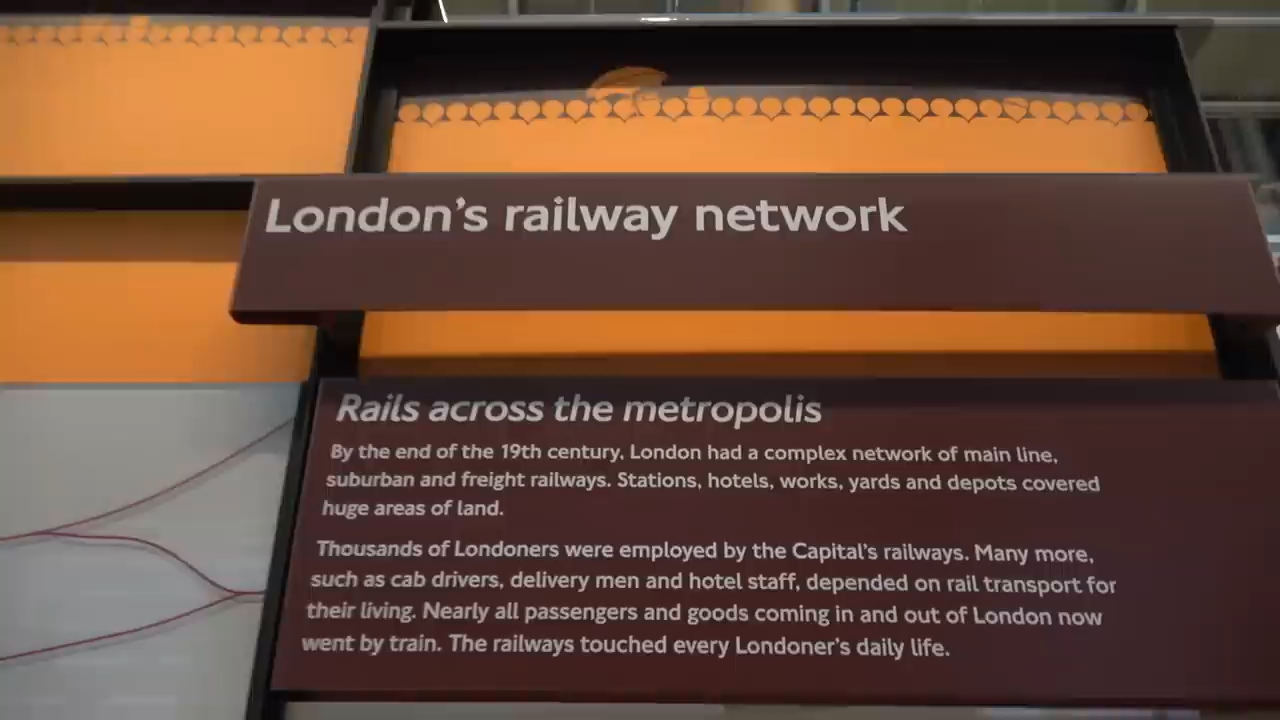 London's railway network
Rails across the metropolis
By the end of the 19th century, London had a complex network of main line,
suburban and freight railways. Stations, hotels, works, yards and depots covered
huge areas of land.
Thousands of Londoners were employed by the Capital's railways. Many more,
such as cab drivers, delivery men and hotel staff, depended on rail transport for
their living. Nearly all passengers and goods coming in and out of London now
went by train. The railways touched every Londoner's daily life.